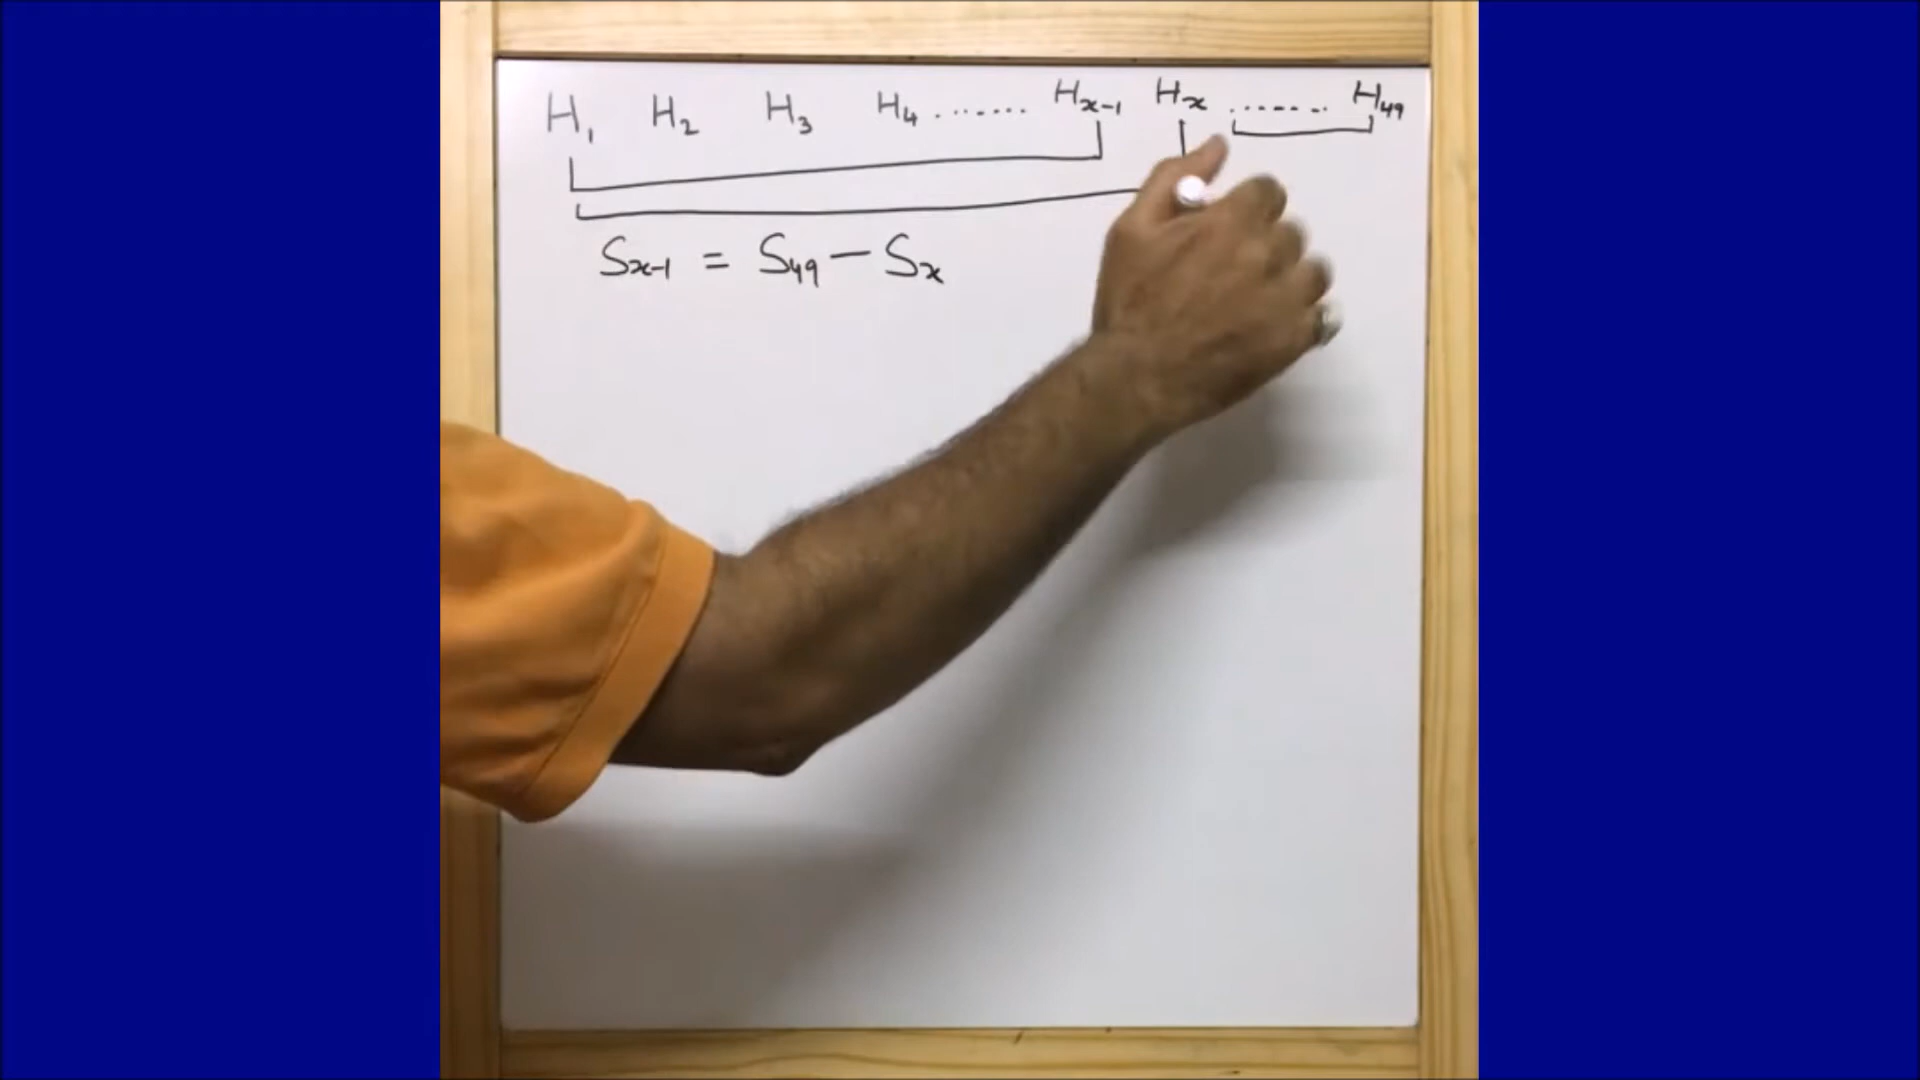 H₁ H₂ H₃ H₄ ....... Hₓ₋₁ Hₓ ....... H₄₉
Sₓ₋₁ = S₄₉ − Sₓ